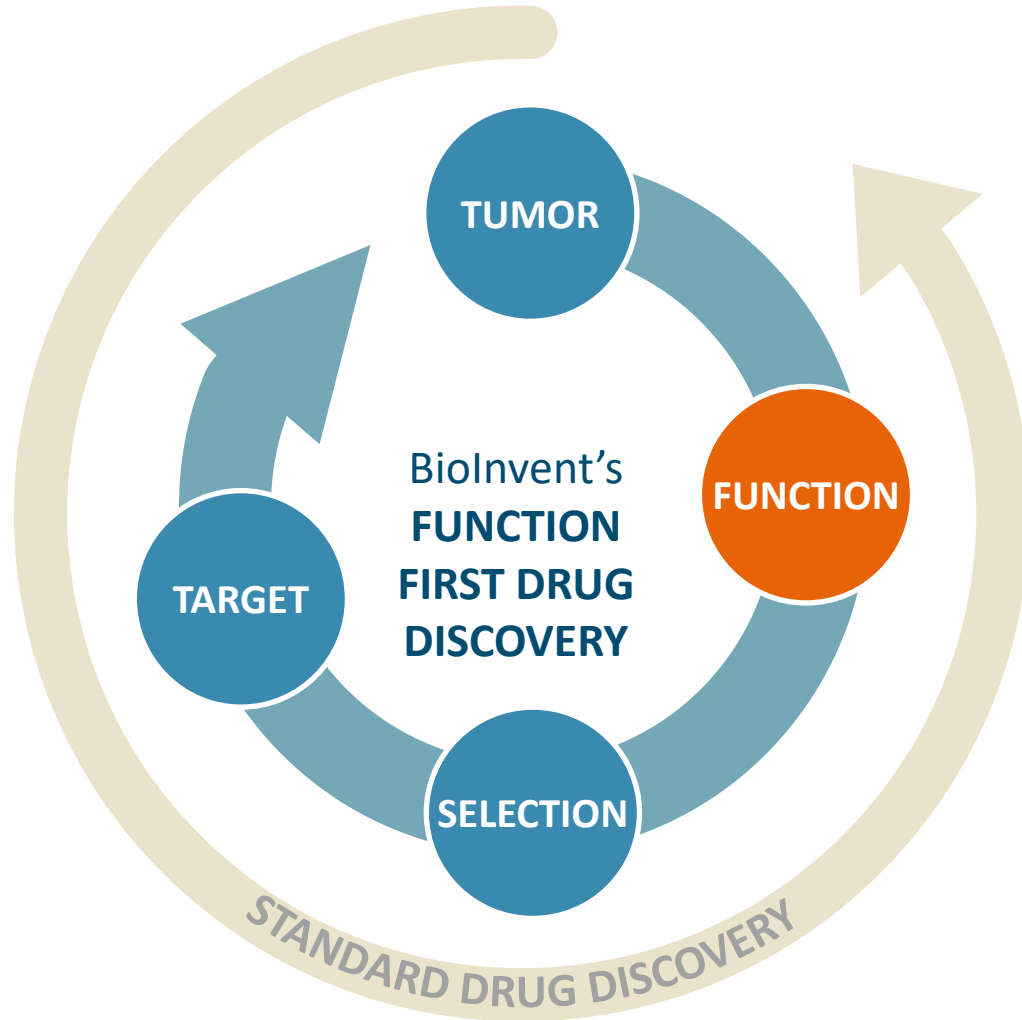 TUMOR
FUNCTION
BioInvent’s
FUNCTION
FIRST DRUG
DISCOVERY
TARGET
SELECTION
STANDARD DRUG DISCOVERY